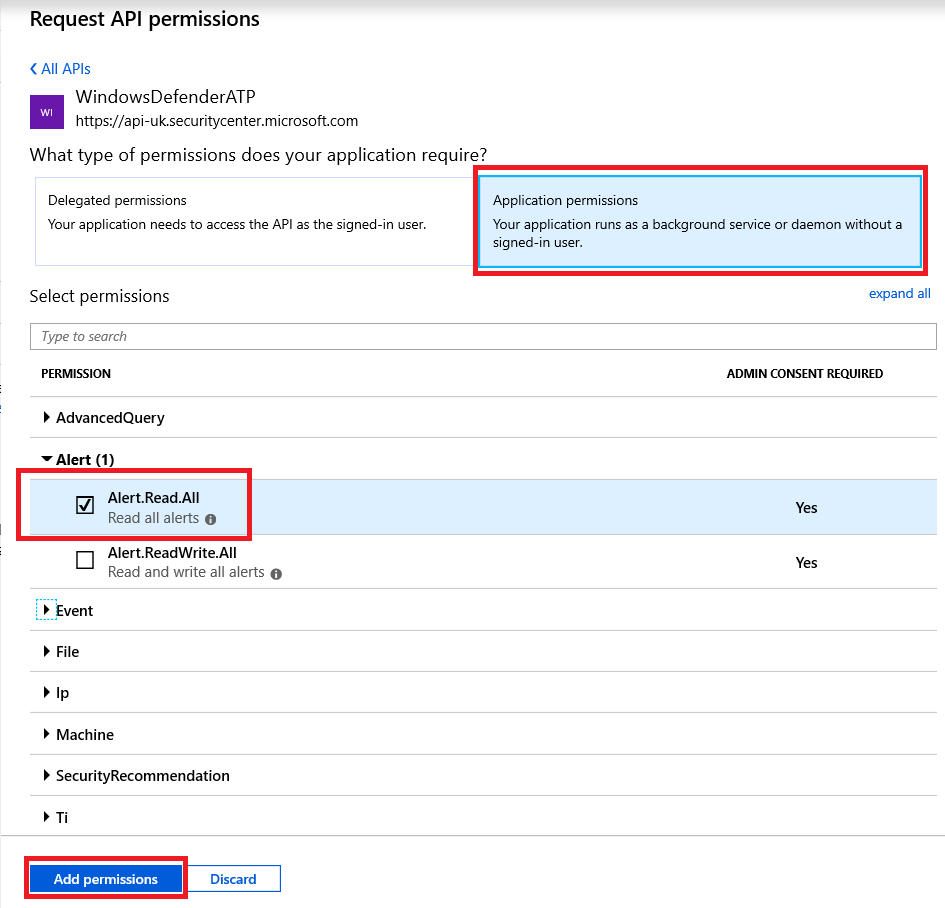 Request API permissions
All APIs
WI
WindowsDefenderATP
https://api-uk.securitycenter.microsoft.com
What type of permissions does your application require?
Delegated permissions
Your application needs to access the API as the signed-in user.
Application permissions
Your application runs as a background service or daemon without a
signed-in user.
Select permissions
expand all
Type to search
PERMISSION
ADMIN CONSENT REQUIRED
AdvancedQuery
Alert (1)
Alert.Read.All
Read all alerts
Yes
Alert.ReadWrite.All
Read and write all alerts
Yes
Event
File
Ip
Machine
SecurityRecommendation
Ti
Add permissions
Discard